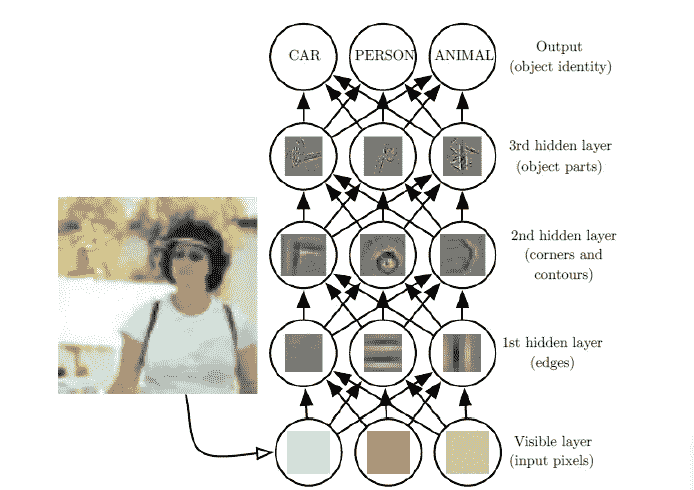 CAR PERSON ANIMAL
Output
(object identity)
3rd hidden layer
(object parts)
2nd hidden layer
(corners and
contours)
1st hidden layer
(edges)
Visible layer
(input pixels)